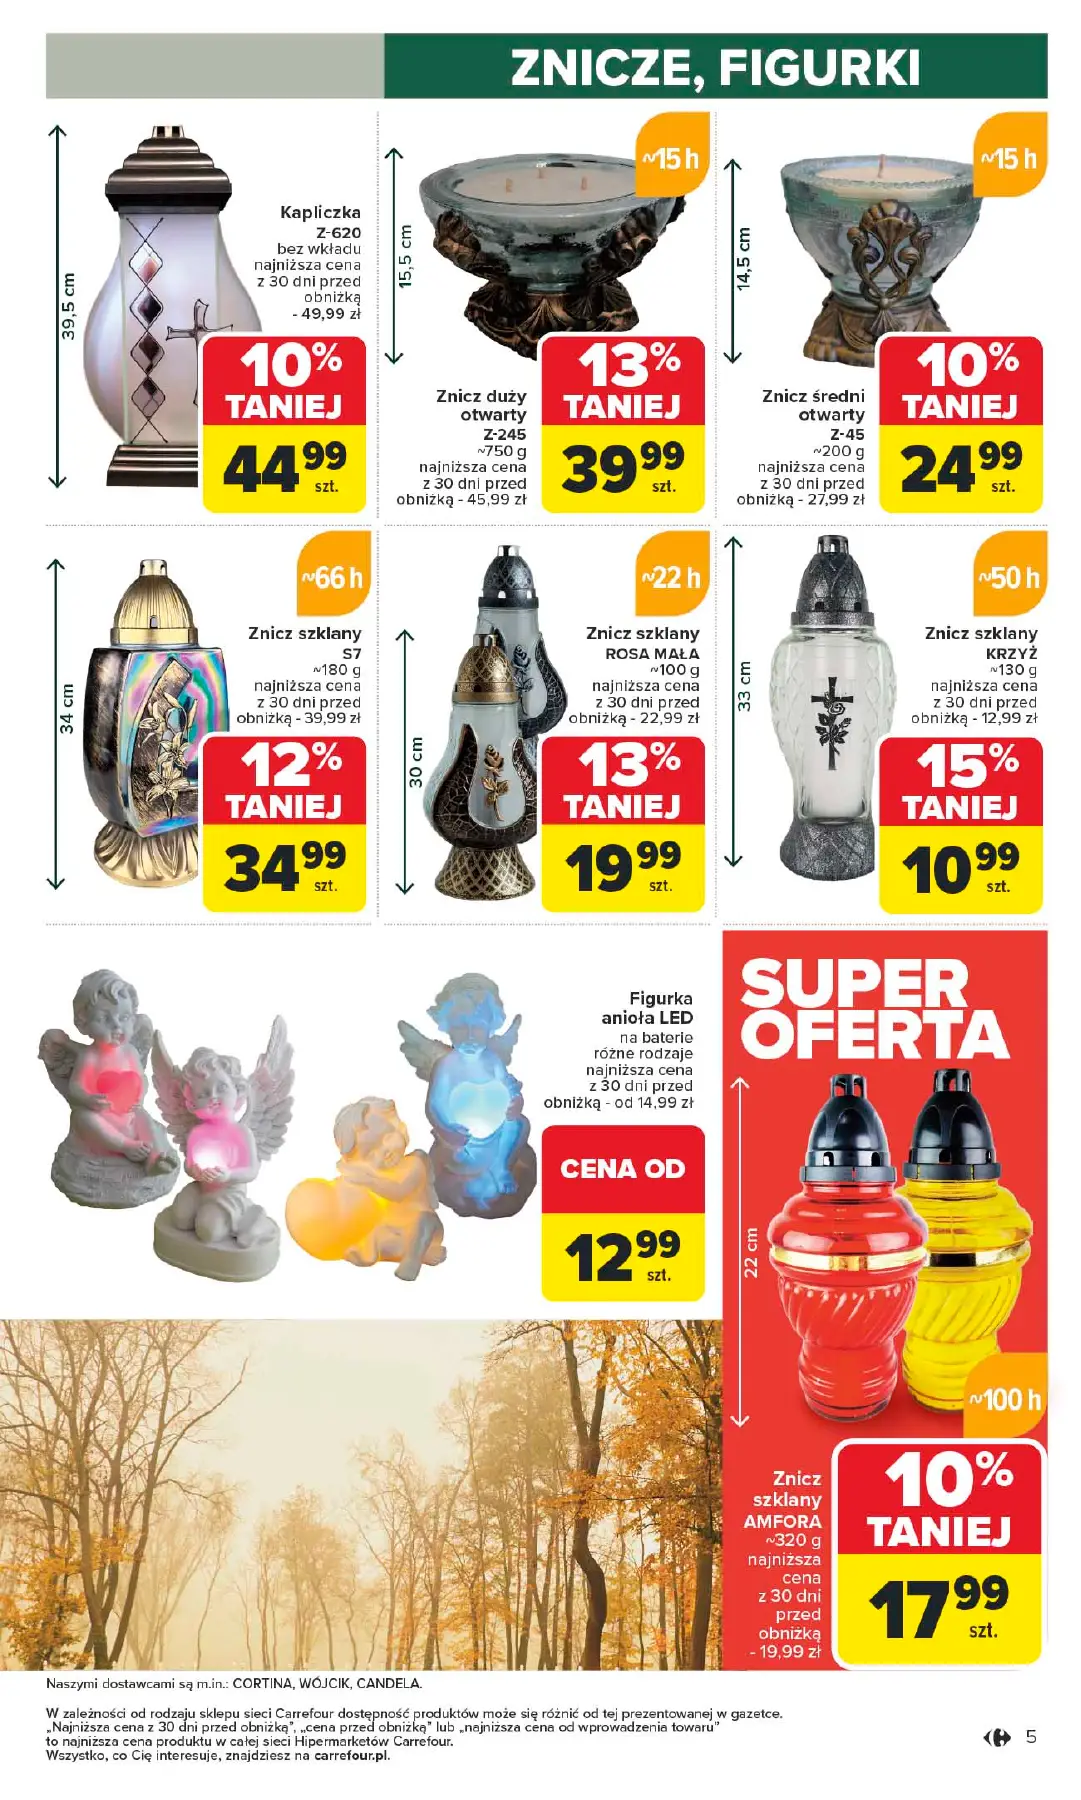 ZNICZE, FIGURKI
39,5 cm
Kapliczka
Z-620
bez wkładu
najniższa cena
z 30 dni przed
obniżką
- 49,99 zł
10%
TANIEJ
44 99
szt.
~15 h
15,5 cm
Znicz duży
otwarty
Z-245
~750 g
najniższa cena
z 30 dni przed
obniżką - 45,99 zł
13%
TANIEJ
39 99
szt.
~15 h
14,5 cm
Znicz średni
otwarty
Z-45
~200 g
najniższa cena
z 30 dni przed
obniżką - 27,99 zł
10%
TANIEJ
24 99
szt.
~66 h
34 cm
Znicz szklany
S7
~180 g
najniższa cena
z 30 dni przed
obniżką - 39,99 zł
12%
TANIEJ
34 99
szt.
~22 h
30 cm
Znicz szklany
ROSA MAŁA
~100 g
najniższa cena
z 30 dni przed
obniżką - 22,99 zł
13%
TANIEJ
19 99
szt.
~50 h
33 cm
Znicz szklany
KRZYŻ
~130 g
najniższa cena
z 30 dni przed
obniżką - 12,99 zł
15%
TANIEJ
10 99
szt.
Figurka
anioła LED
na baterie
różne rodzaje
najniższa cena
z 30 dni przed
obniżką - od 14,99 zł
CENA OD
12 99
szt.
SUPER
OFERTA
22 cm
~100 h
Znicz
szklany
AMFORA
~320 g
najniższa
cena
z 30 dni
przed
obniżką
- 19,99 zł
10%
TANIEJ
17 99
szt.
Naszymi dostawcami są m.in.: CORTINA, WÓJCIK, CANDELA.
W zależności od rodzaju sklepu sieci Carrefour dostępność produktów może się różnić od tej prezentowanej w gazetce.
„Najniższa cena z 30 dni przed obniżką”, „cena przed obniżką” lub „najniższa cena od wprowadzenia towaru”
to najniższa cena produktu w całej sieci Hipermarketów Carrefour.
Wszystko, co Cię interesuje, znajdziesz na carrefour.pl.
5